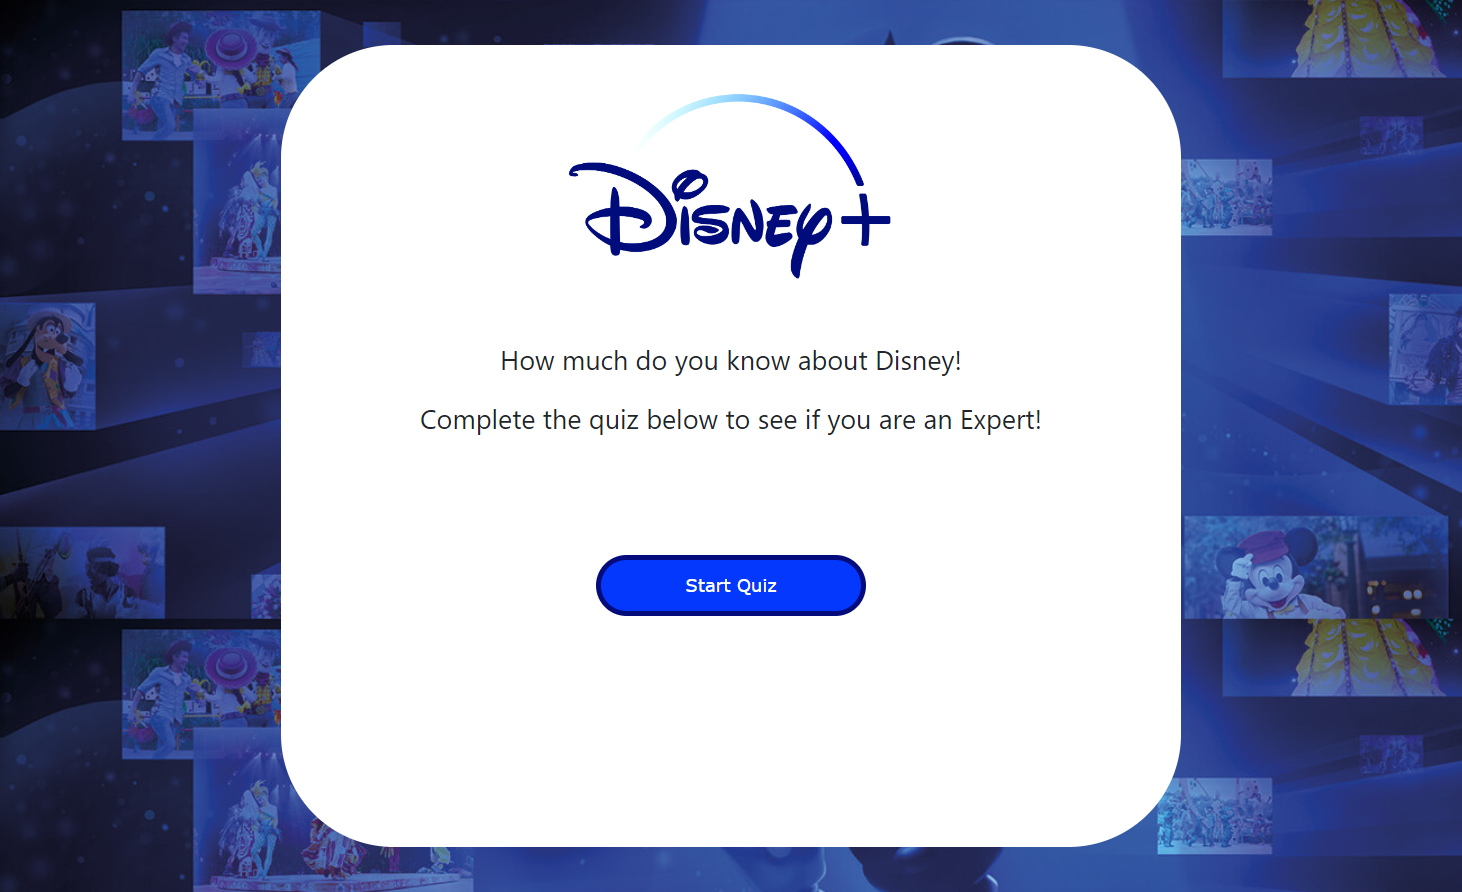 Disney+
How much do you know about Disney!
Complete the quiz below to see if you are an Expert!
Start Quiz